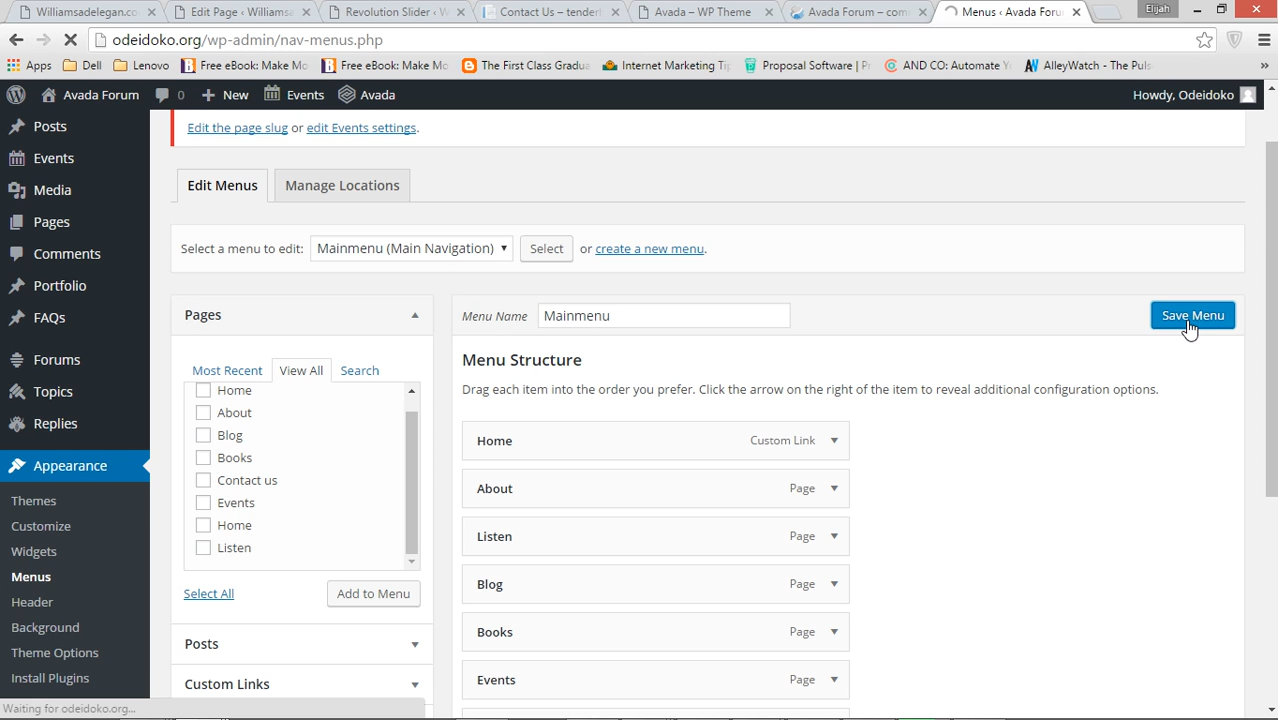 Williamsadelegan.co
Edit Page ‹ Williams
Revolution Slider ‹ W
Contact Us – tenderh
Avada – WP Theme
Avada Forum – com
Menus ‹ Avada Foru
Elijah
odeidoko.org/wp-admin/nav-menus.php
Apps
Dell
Lenovo
Free eBook: Make Mo
Free eBook: Make Mo
The First Class Gradua
Internet Marketing Tip
Proposal Software | Pr
AND CO: Automate Y
AlleyWatch - The Puls
»
Avada Forum
0
New
Events
Avada
Howdy, Odeidoko
Posts
Events
Media
Pages
Comments
Portfolio
FAQs
Forums
Topics
Replies
Appearance
Themes
Customize
Widgets
Menus
Header
Background
Theme Options
Install Plugins
Waiting for odeidoko.org...
Edit the page slug or edit Events settings.
Edit Menus
Manage Locations
Select a menu to edit: Mainmenu (Main Navigation) Select or create a new menu.
Pages
Most Recent
View All
Search
Home
About
Blog
Books
Contact us
Events
Home
Listen
Select All
Add to Menu
Posts
Custom Links
Menu Name Mainmenu
Save Menu
Menu Structure
Drag each item into the order you prefer. Click the arrow on the right of the item to reveal additional configuration options.
Home Custom Link
About Page
Listen Page
Blog Page
Books Page
Events Page